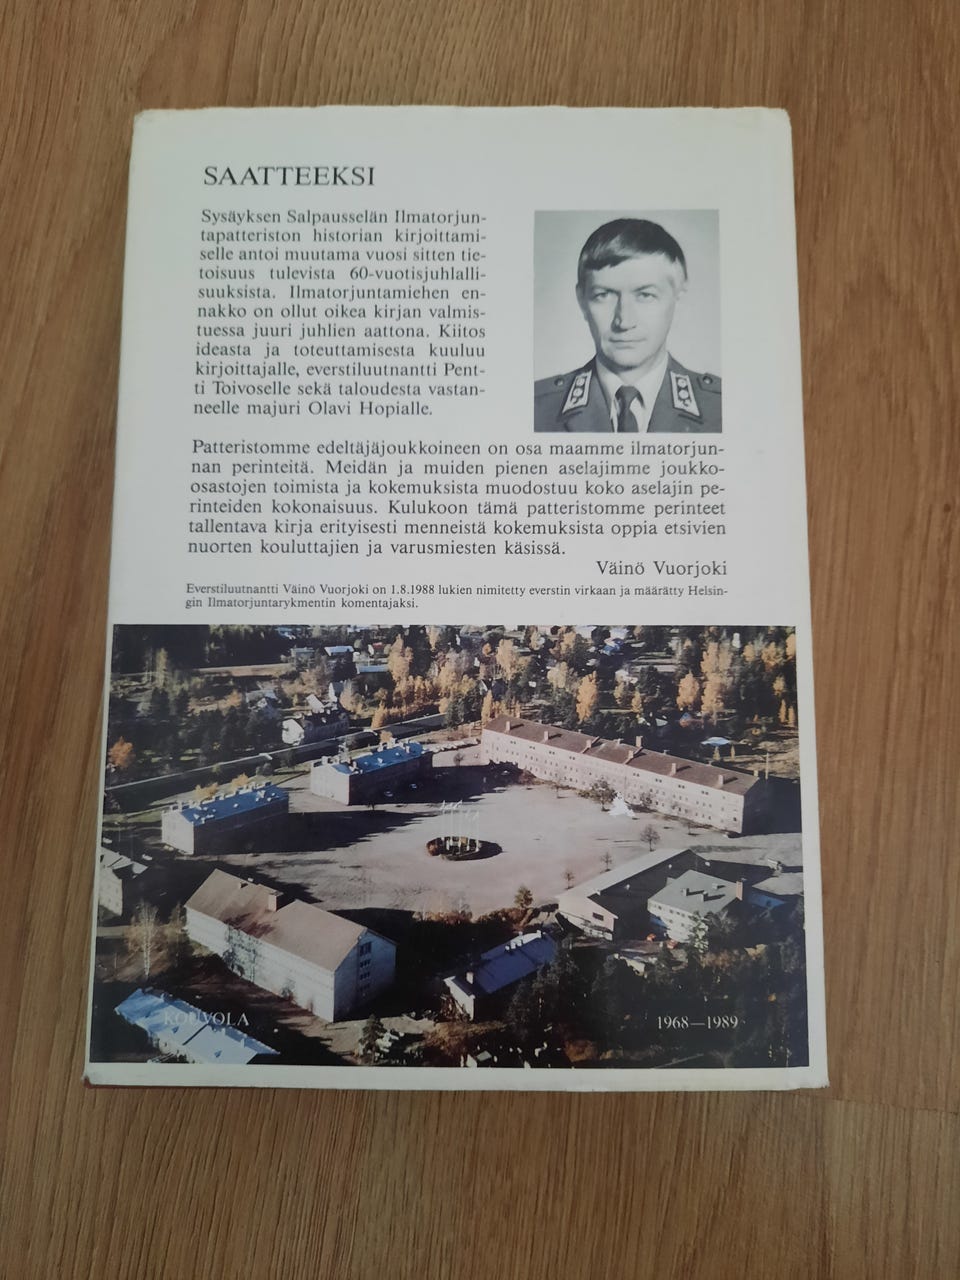 SAATTEEKSI
Sysäyksen Salpausselän Ilmatorjun-
tapatteriston historian kirjoittami-
selle antoi muutama vuosi sitten tie-
toisuus tulevista 60-vuotisjuhlalli-
suuksista. Ilmatorjuntamiehen en-
nakko on ollut oikea kirjan valmis-
tuessa juuri juhlien aattona. Kiitos
ideasta ja toteuttamisesta kuuluu
kirjoittajalle, everstiluutnantti Pent-
ti Toivoselle sekä taloudesta vastan-
neelle majuri Olavi Hopialle.
Patteristomme edeltäjäjoukkoineen on osa maamme ilmatorjun-
nan perinteitä. Meidän ja muiden pienen aselajimme joukko-
osastojen toimista ja kokemuksista muodostuu koko aselajin pe-
rinteiden kokonaisuus. Kulukoon tämä patteristomme perinteet
tallentava kirja erityisesti menneistä kokemuksista oppia etsivien
nuorten kouluttajien ja varusmiesten käsissä.
Väinö Vuorjoki
Everstiluutnantti Väinö Vuorjoki on 1.8.1988 lukien nimitetty everstin virkaan ja määrätty Helsin-
gin Ilmatorjuntarykmentin komentajaksi.
KOUVOLA
1968—1989